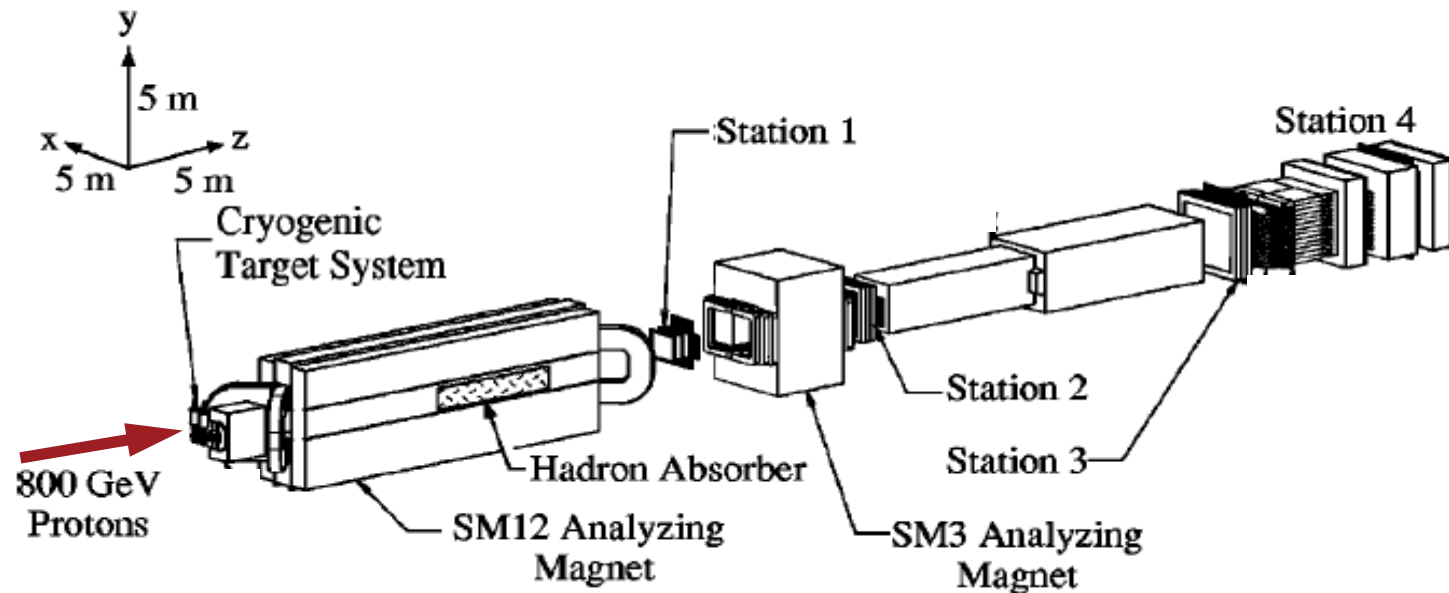 y
5 m
x
z
5 m
5 m
Station 1
Station 4
Cryogenic
Target System
Station 2
Station 3
Hadron Absorber
800 GeV
Protons
SM12 Analyzing
Magnet
SM3 Analyzing
Magnet